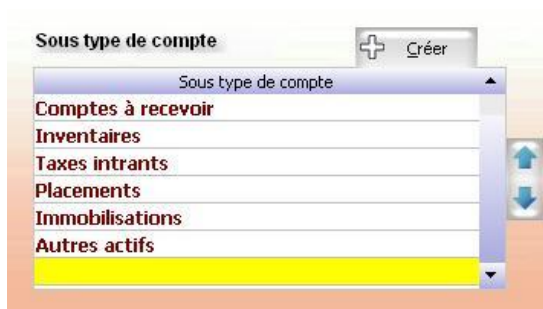 Sous type de compte
Créer
Sous type de compte
Comptes à recevoir
Inventaires
Taxes intrants
Placements
Immobilisations
Autres actifs